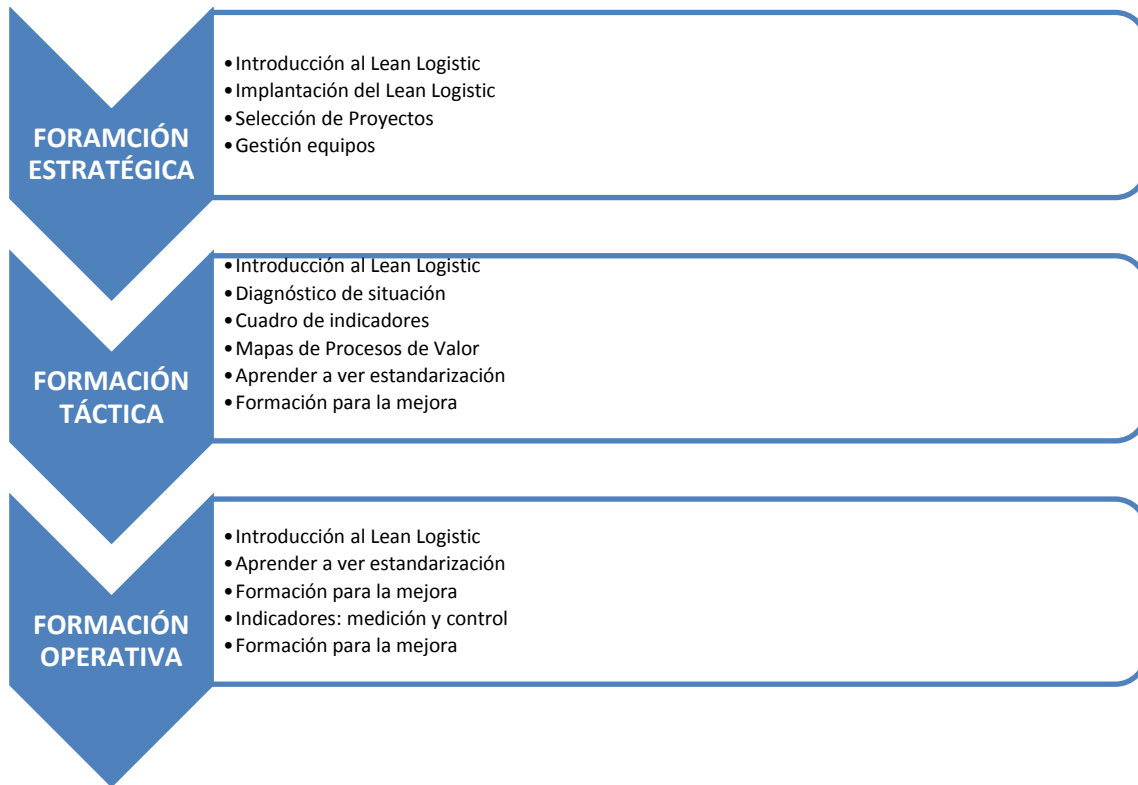 FORAMCIÓN
ESTRATÉGICA
•Introducción al Lean Logistic
•Implantación del Lean Logistic
•Selección de Proyectos
•Gestión equipos
FORMACIÓN
TÁCTICA
•Introducción al Lean Logistic
•Diagnóstico de situación
•Cuadro de indicadores
•Mapas de Procesos de Valor
•Aprender a ver estandarización
•Formación para la mejora
FORMACIÓN
OPERATIVA
•Introducción al Lean Logistic
•Aprender a ver estandarización
•Formación para la mejora
•Indicadores: medición y control
•Formación para la mejora